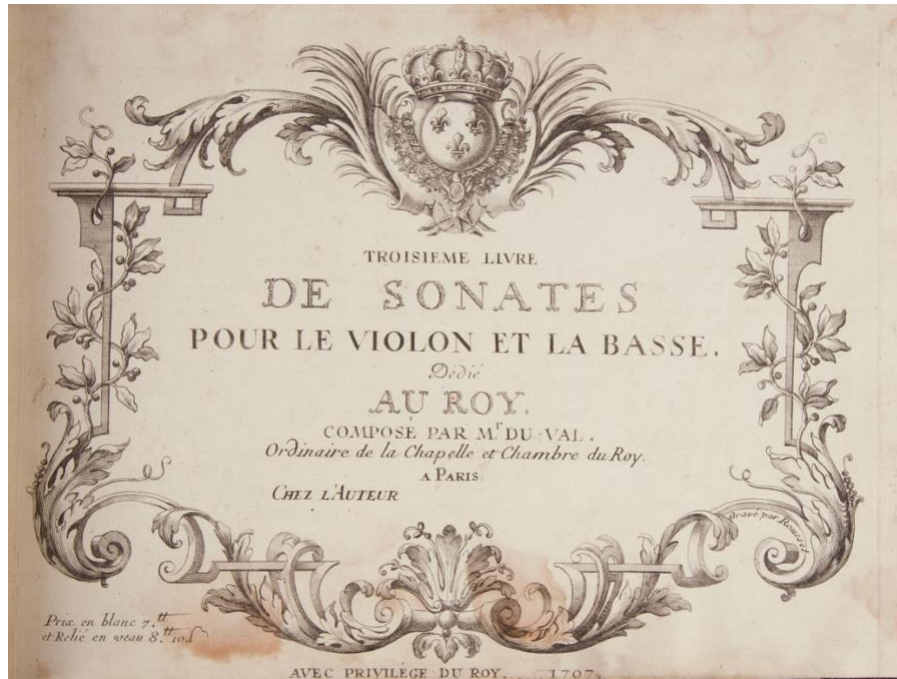 TROISIEME LIVRE
DE SONATES
POUR LE VIOLON ET LA BASSE.
Dédié
AU ROY.
COMPOSÉ PAR Mr. DU-VAL.
Ordinaire de la Chapelle et Chambre du Roy.
A PARIS
CHEZ L'AUTEUR
Gravé par Roussel
Prix en blanc 7.tt
et Relié en veau 8.tt 10.s
AVEC PRIVILÈGE DU ROY. 1707.